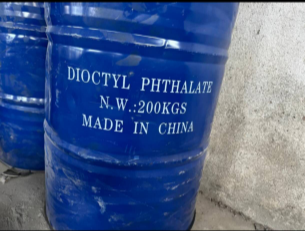 DIOCTYL PHTHALATE
N.W.:200KGS
MADE IN CHINA